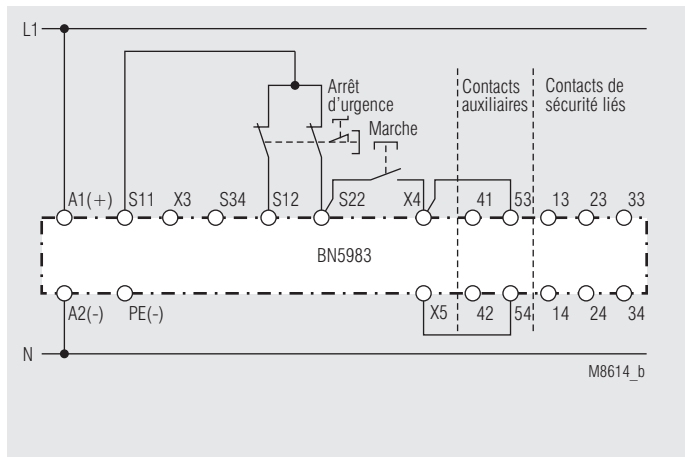 L1
Arrêt
d'urgence
Marche
Contacts
auxiliaires
Contacts de
sécurité liés
A1(+) S11 X3 S34 S12 S22 X4 41 53 13 23 33
BN5983
A2(-) PE(-) X5 42 54 14 24 34
N
M8614_b